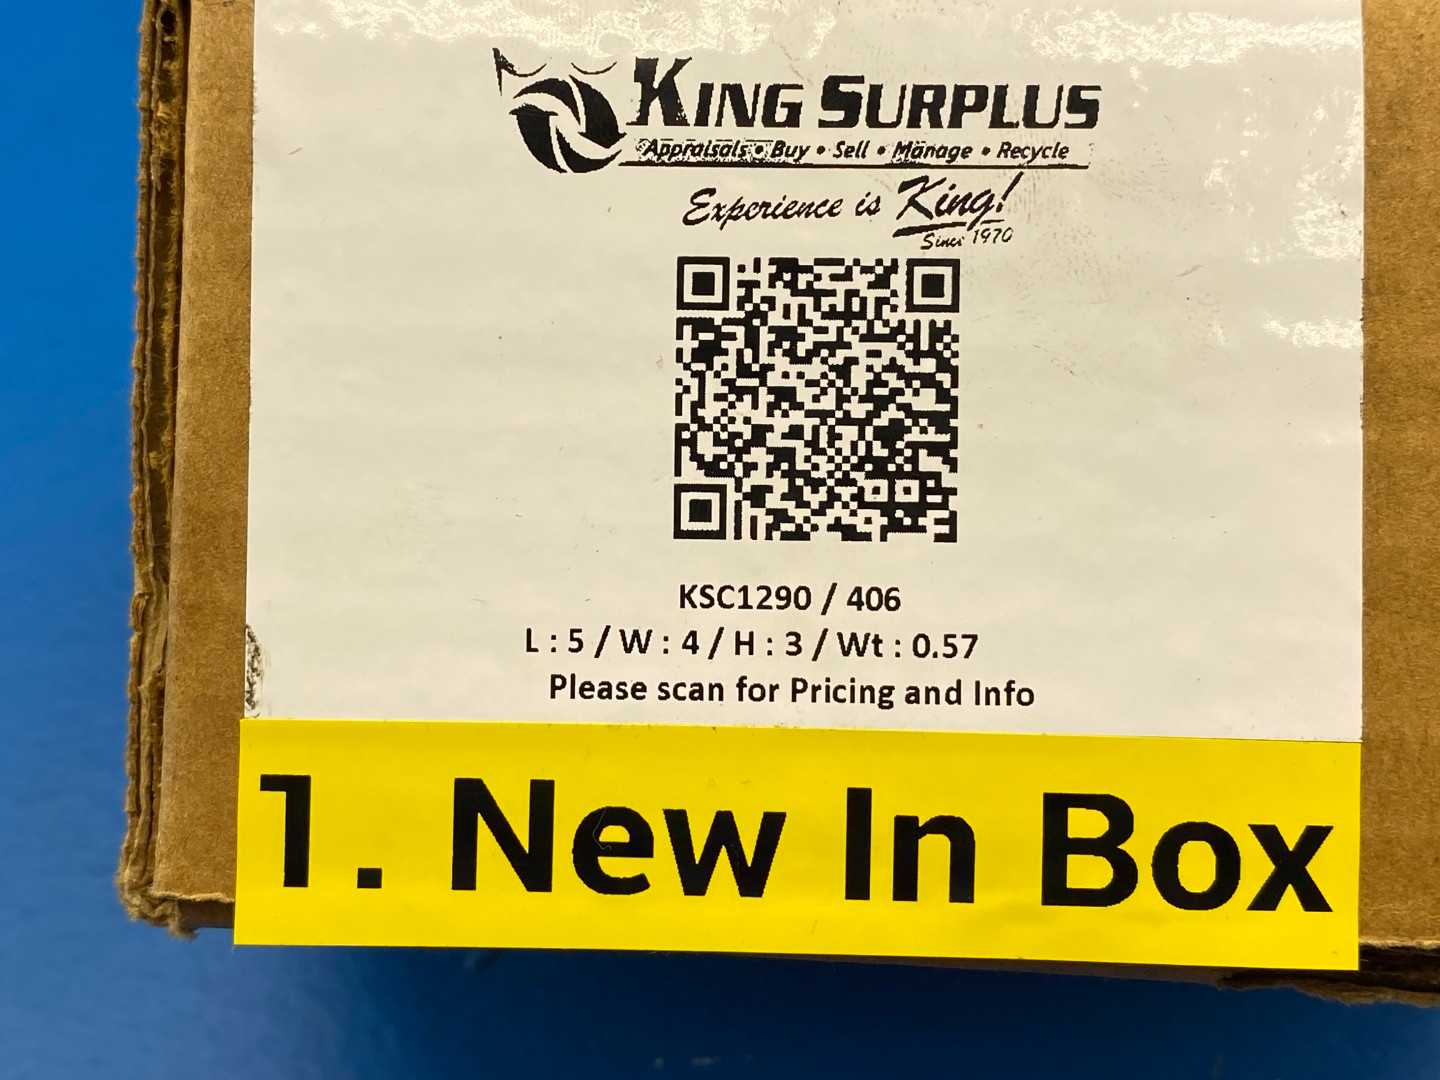 KING SURPLUS
Appraisals • Buy • Sell • Manage • Recycle
Experience is King!
Since 1970
KSC1290 / 406
L : 5 / W : 4 / H : 3 / Wt : 0.57
Please scan for Pricing and Info
1. New In Box